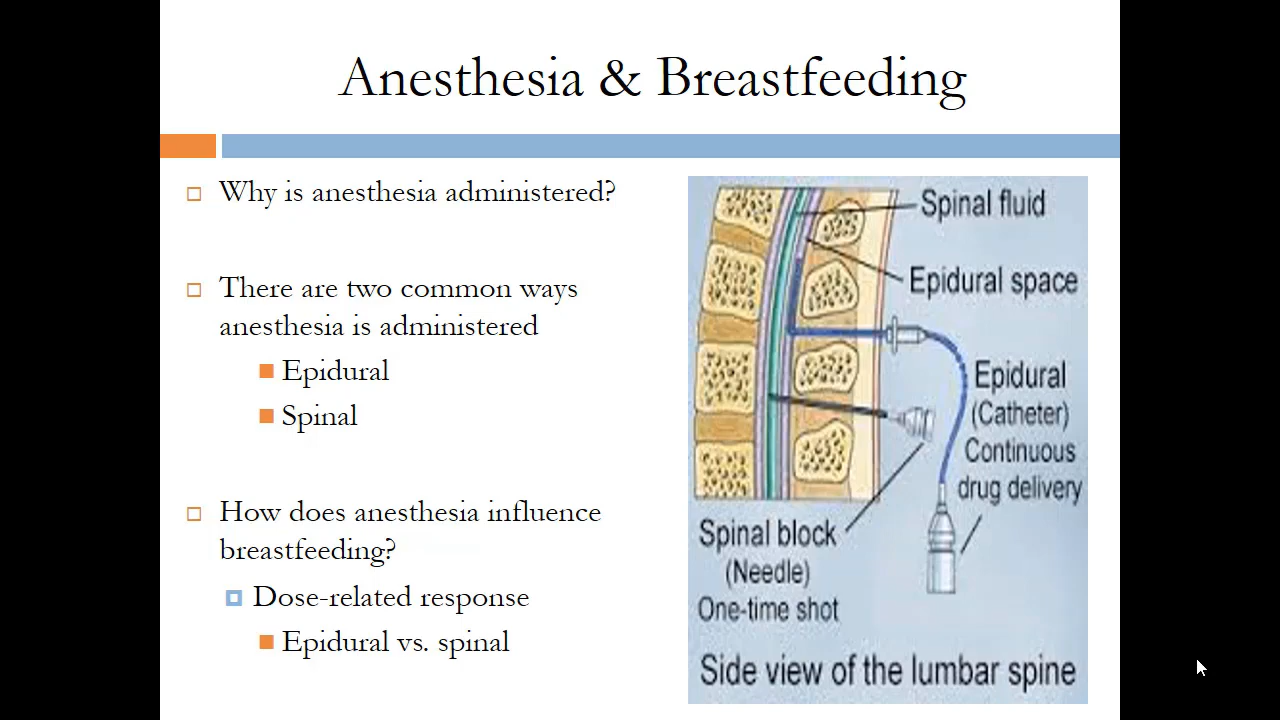 Anesthesia & Breastfeeding
Why is anesthesia administered?
There are two common ways
anesthesia is administered
Epidural
Spinal
How does anesthesia influence
breastfeeding?
Dose-related response
Epidural vs. spinal
Spinal fluid
Epidural space
Epidural
(Catheter)
Continuous
drug delivery
Spinal block
(Needle)
One-time shot
Side view of the lumbar spine